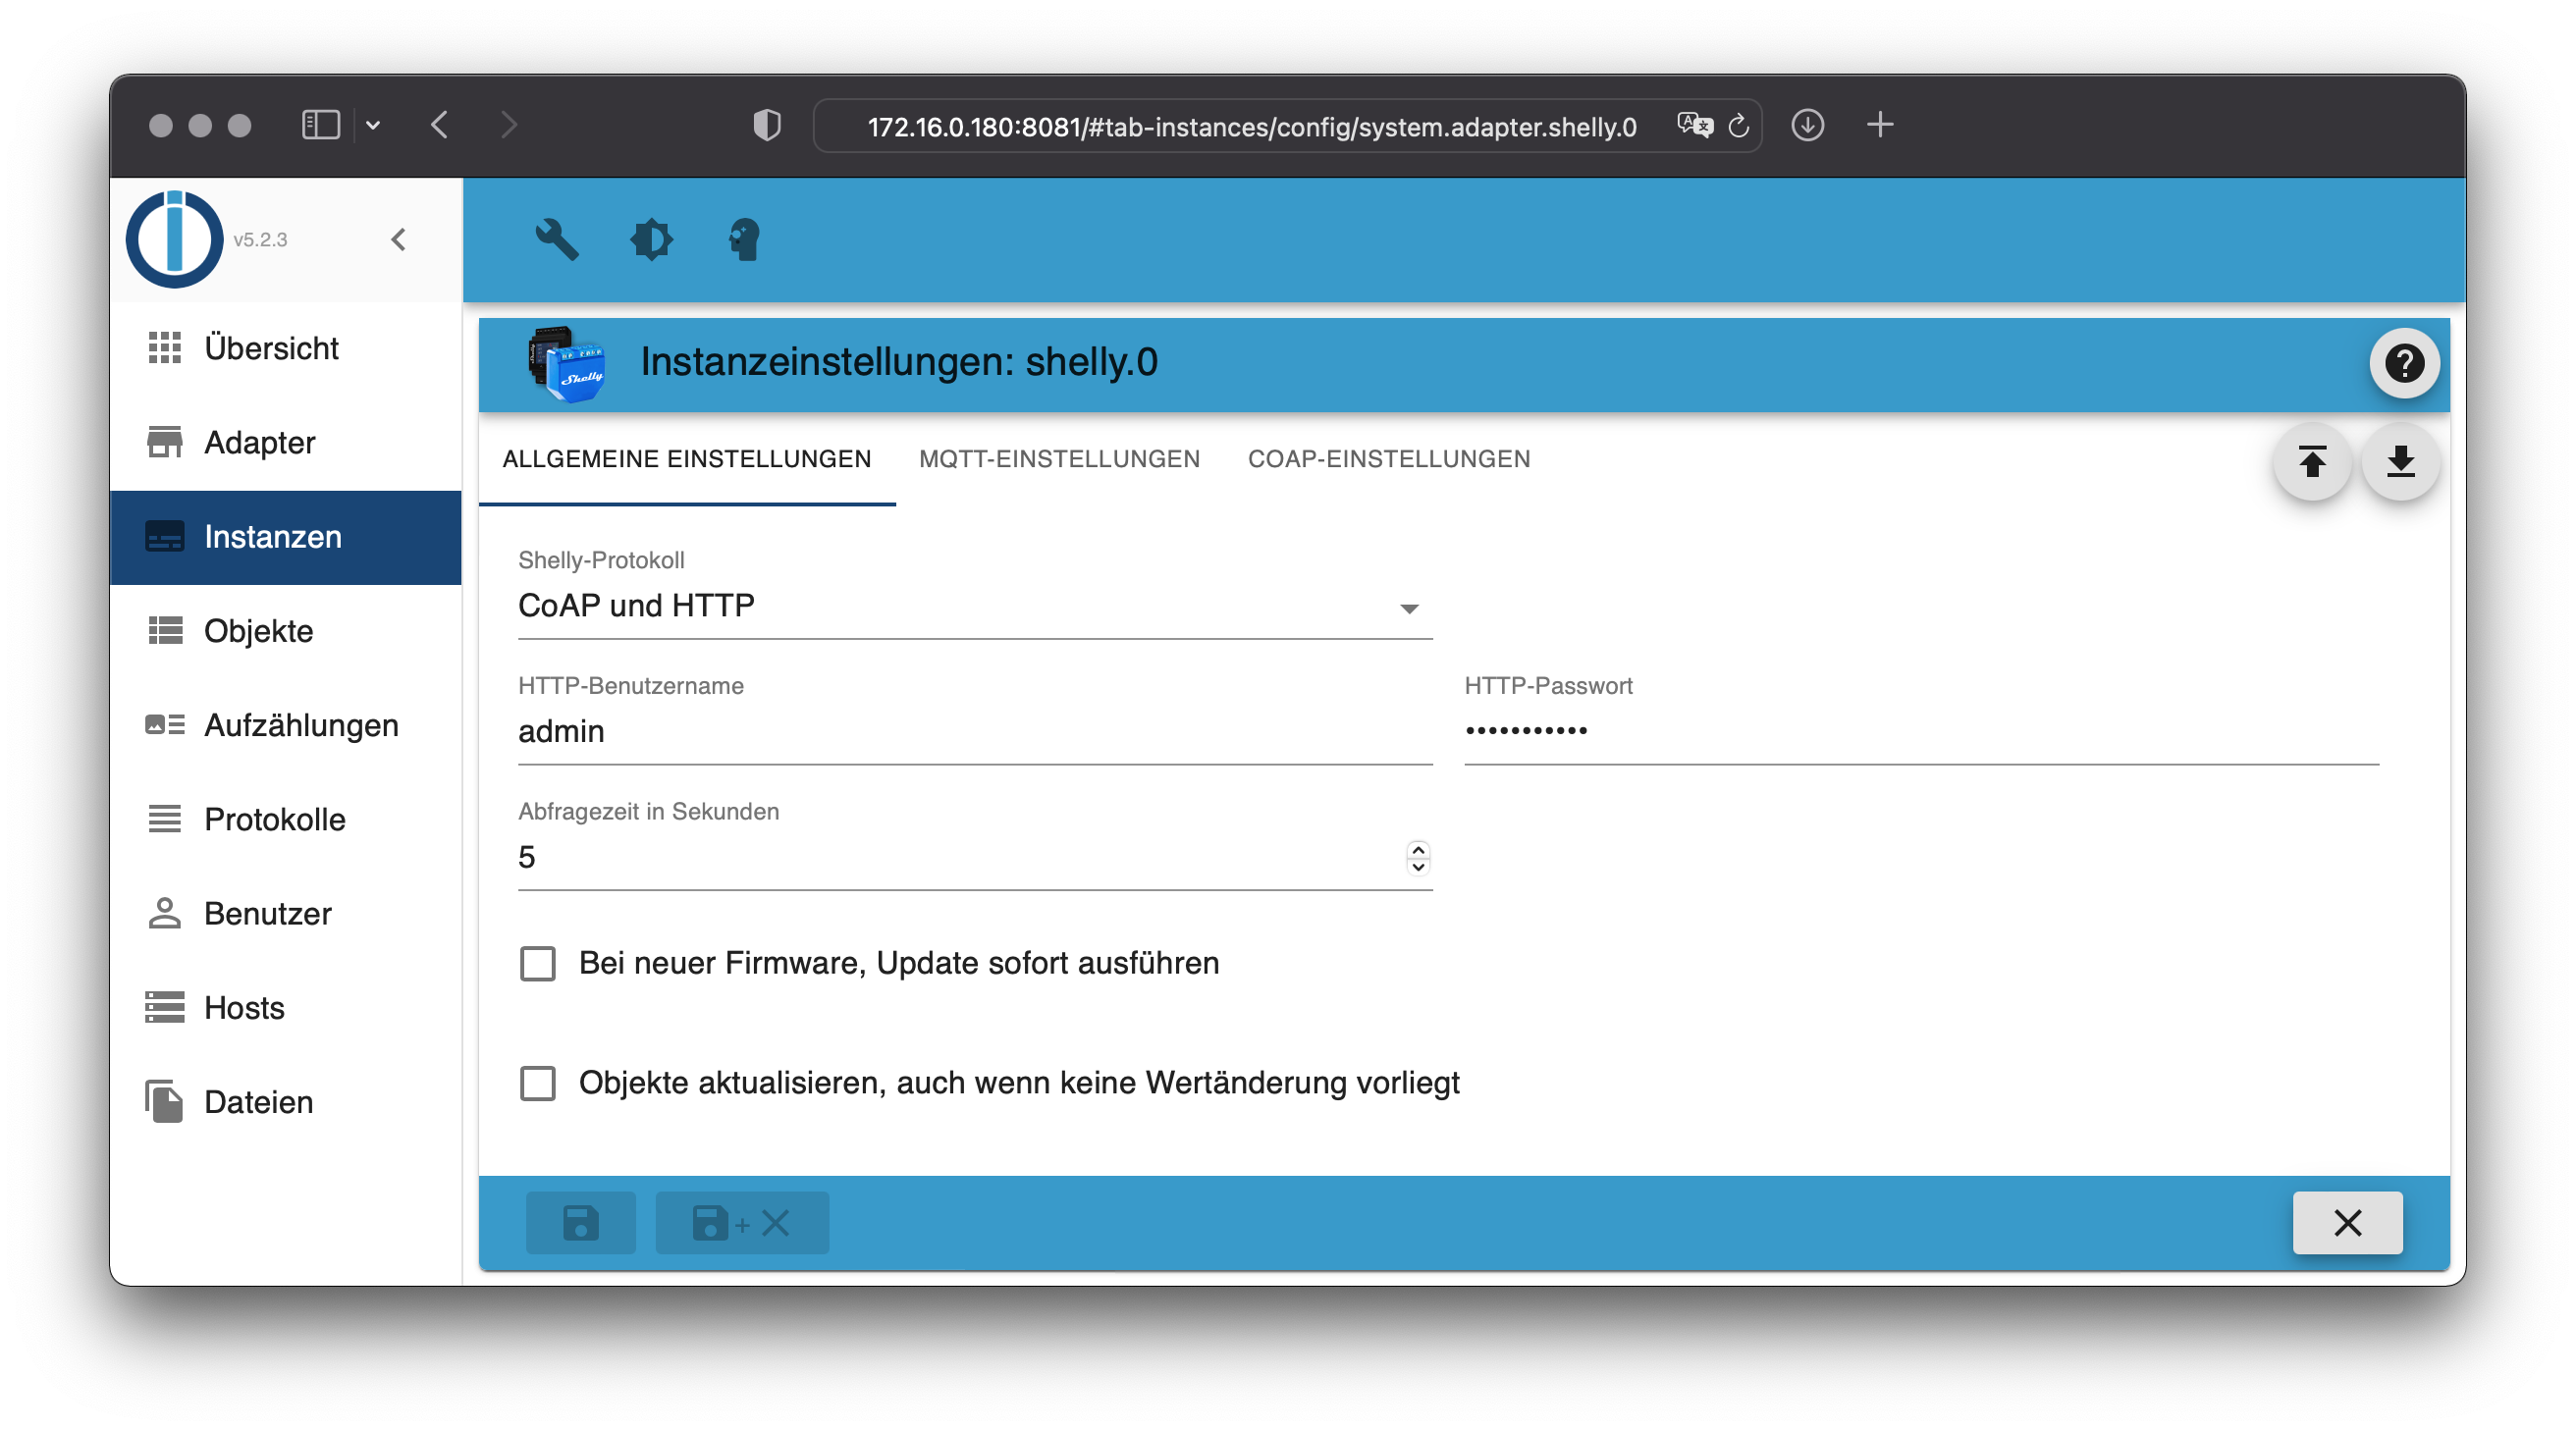 172.16.0.180:8081/#tab-instances/config/system.adapter.shelly.0
v5.2.3
Übersicht
Adapter
Instanzen
Objekte
Aufzählungen
Protokolle
Benutzer
Hosts
Dateien
Shelly
Instanzeinstellungen: shelly.0
ALLGEMEINE EINSTELLUNGEN MQTT-EINSTELLUNGEN COAP-EINSTELLUNGEN
Shelly-Protokoll
CoAP und HTTP
HTTP-Benutzername HTTP-Passwort
admin •••••••••••
Abfragezeit in Sekunden
5
Bei neuer Firmware, Update sofort ausführen
Objekte aktualisieren, auch wenn keine Wertänderung vorliegt